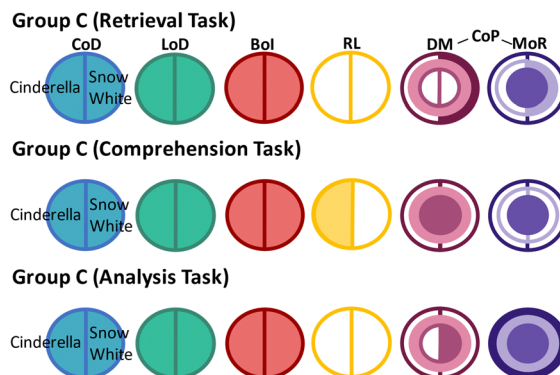 Group C (Retrieval Task)
CoD LoD BoI RL DM CoP MoR
Cinderella Snow White
Group C (Comprehension Task)
Cinderella Snow White
Group C (Analysis Task)
Cinderella Snow White